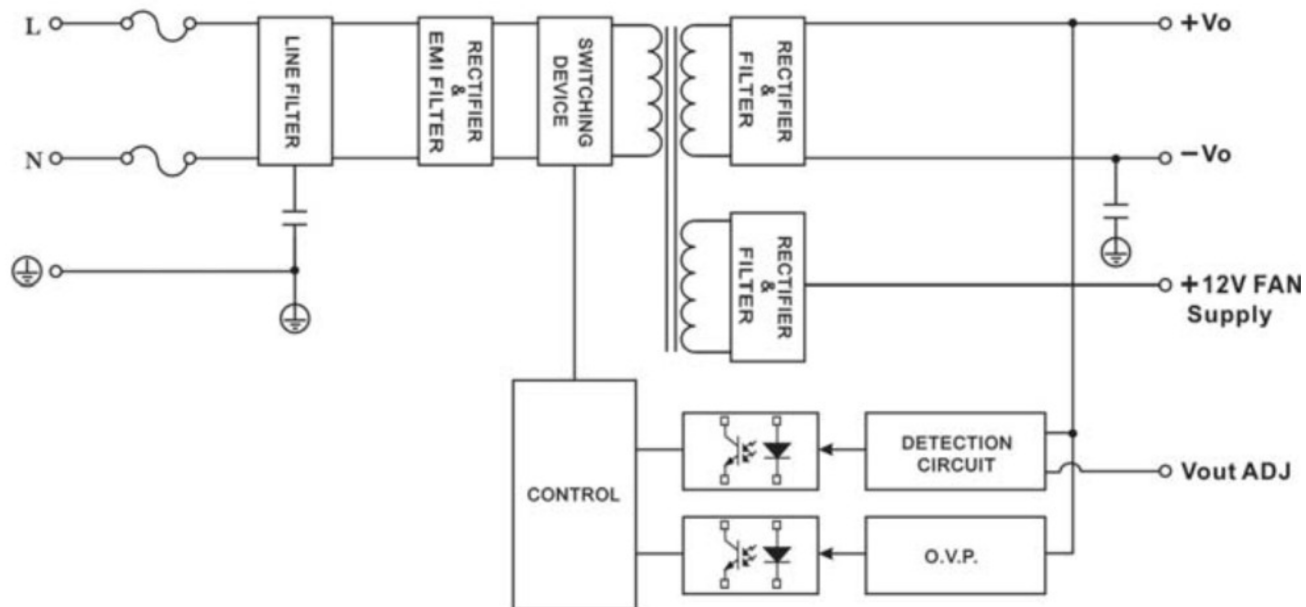 L
N
LINE FILTER
RECTIFIER
&
EMI FILTER
SWITCHING
DEVICE
RECTIFIER
&
FILTER
+Vo
−Vo
RECTIFIER
&
FILTER
+12V FAN
Supply
CONTROL
DETECTION
CIRCUIT
Vout ADJ
O.V.P.